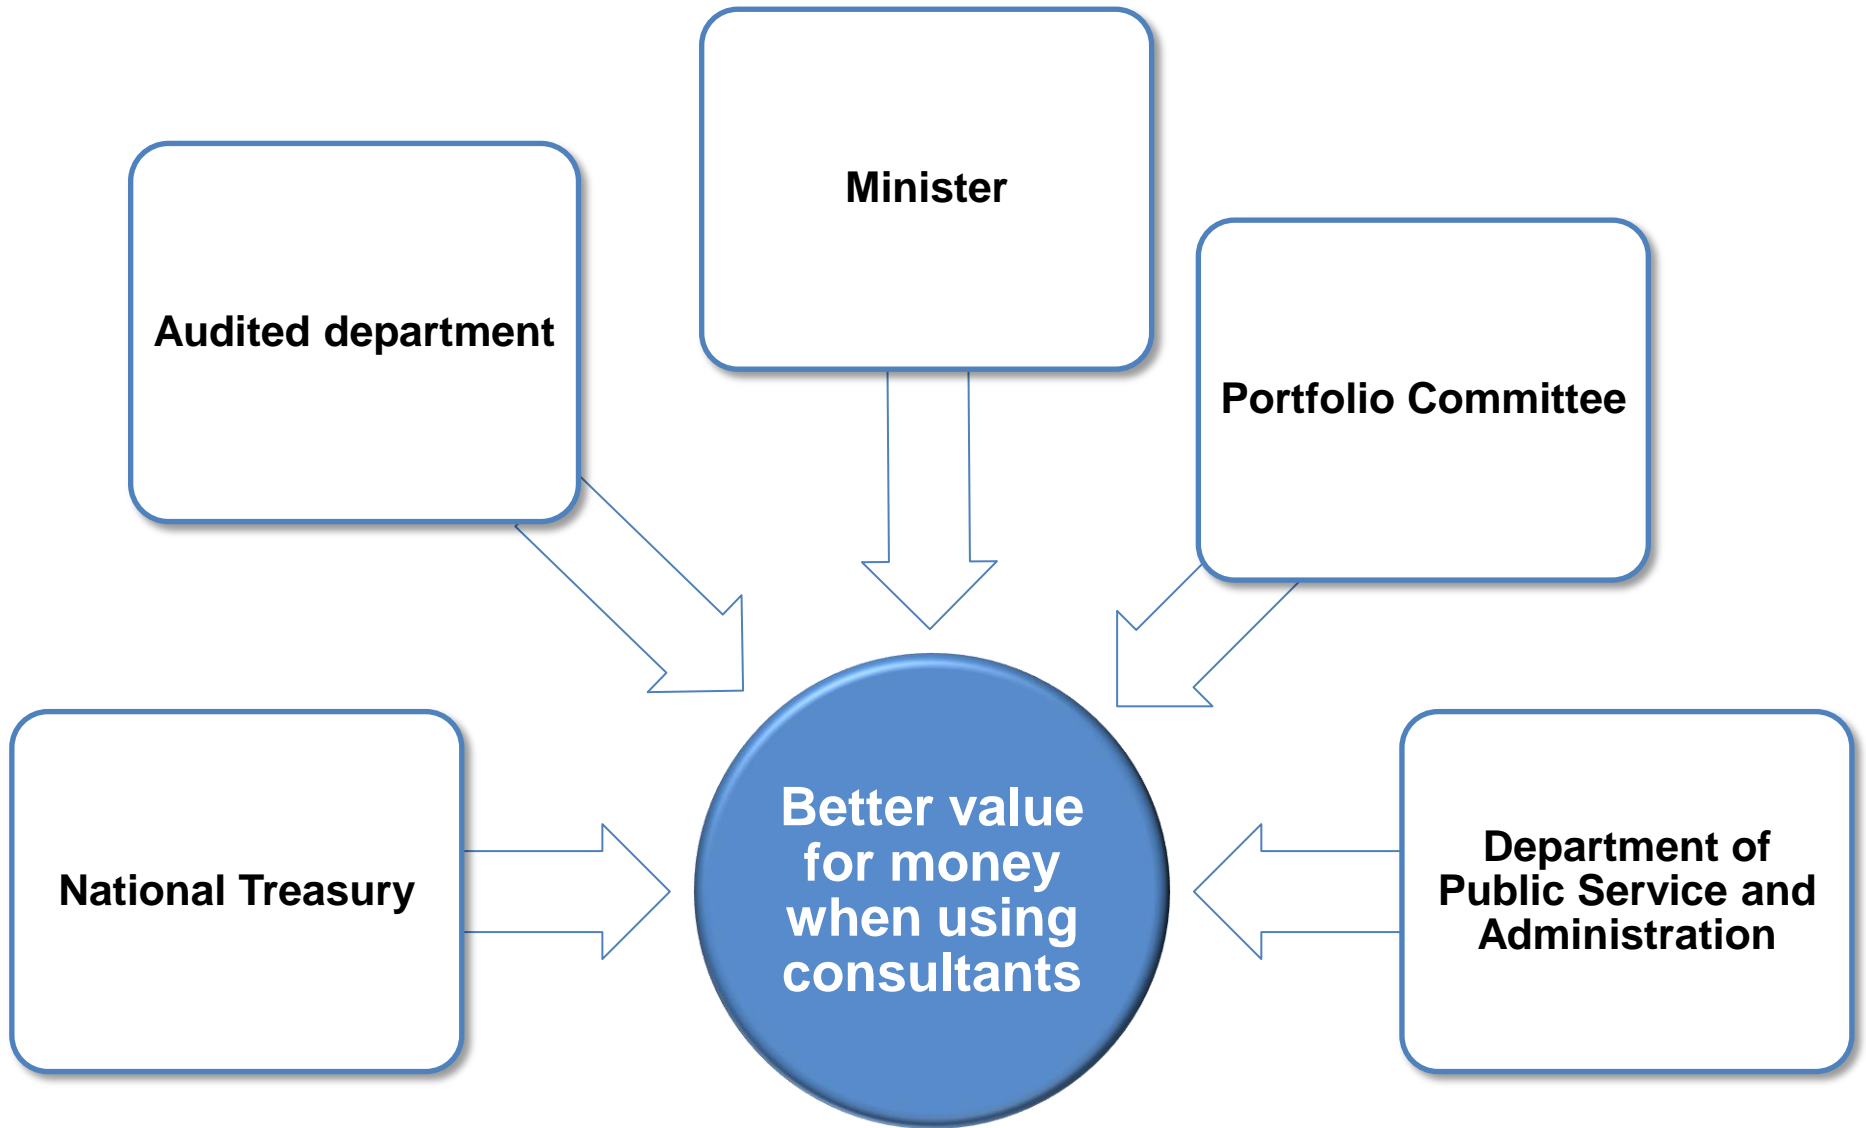 Minister
Audited department
Portfolio Committee
National Treasury
Better value
for money
when using
consultants
Department of
Public Service and
Administration